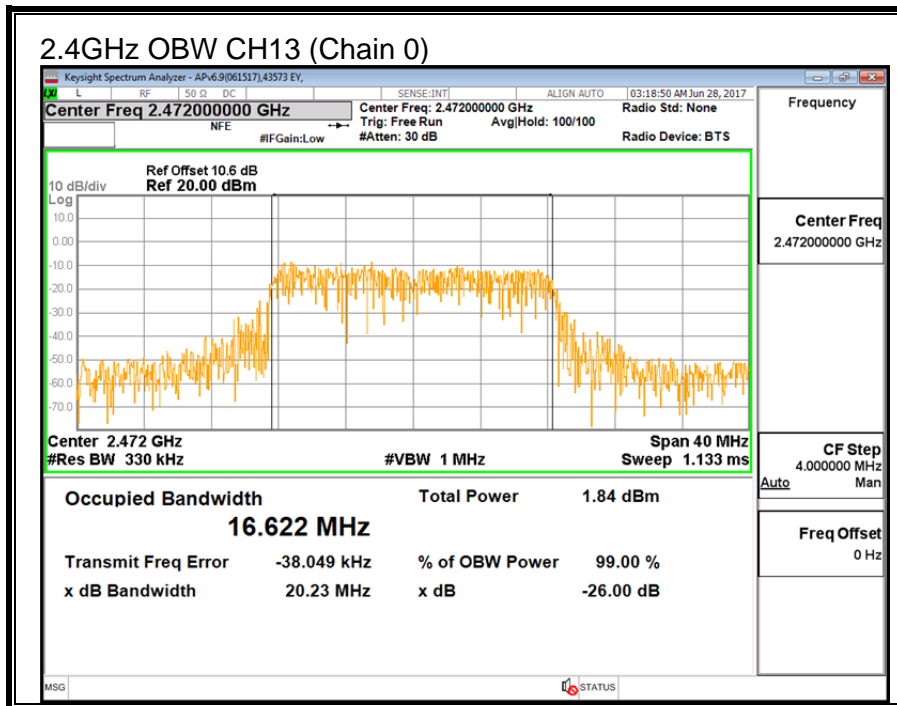 2.4GHz OBW CH13 (Chain 0)
Keysight Spectrum Analyzer - APv6.9(061517),43573 EY,
LXI L RF 50 Ω DC SENSE:INT ALIGN AUTO 03:18:50 AM Jun 28, 2017
Center Freq 2.472000000 GHz
NFE
#IFGain:Low
Center Freq: 2.472000000 GHz
Trig: Free Run Avg|Hold: 100/100
#Atten: 30 dB
Radio Std: None
Radio Device: BTS
Frequency
Ref Offset 10.6 dB
10 dB/div Ref 20.00 dBm
Log
10.0
0.00
-10.0
-20.0
-30.0
-40.0
-50.0
-60.0
-70.0
Center 2.472 GHz Span 40 MHz
#Res BW 330 kHz #VBW 1 MHz Sweep 1.133 ms
Center Freq
2.472000000 GHz
CF Step
4.000000 MHz
Auto Man
Freq Offset
0 Hz
Occupied Bandwidth Total Power 1.84 dBm
16.622 MHz
Transmit Freq Error -38.049 kHz % of OBW Power 99.00 %
x dB Bandwidth 20.23 MHz x dB -26.00 dB
MSG STATUS